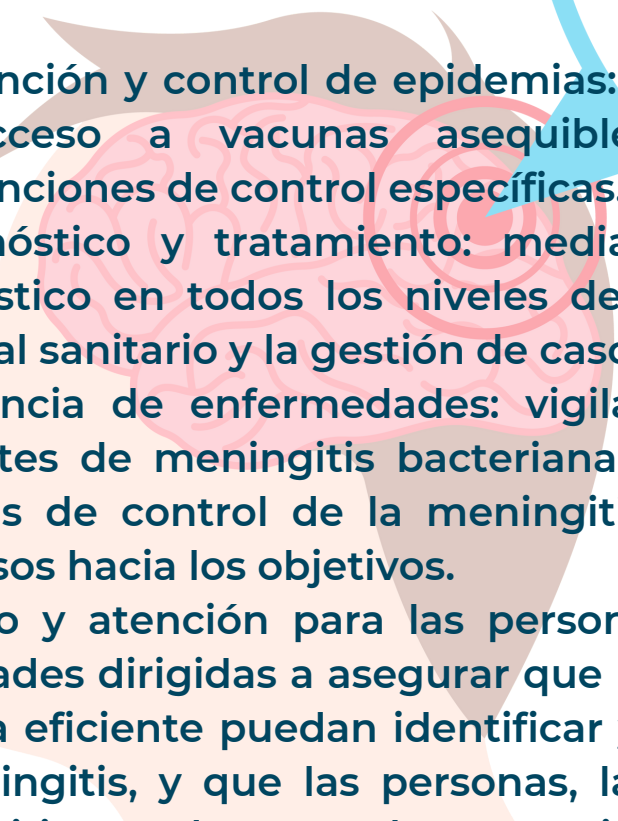 nción y control de epidemias:
cceso a vacunas asequible
nciones de control específicas.
nóstico y tratamiento: media
stico en todos los niveles de
al sanitario y la gestión de caso
ncia de enfermedades: vigila
tes de meningitis bacteriana
s de control de la meningit
sos hacia los objetivos.
o y atención para las person
ades dirigidas a asegurar que
a eficiente puedan identificar y
ingitis, y que las personas, la